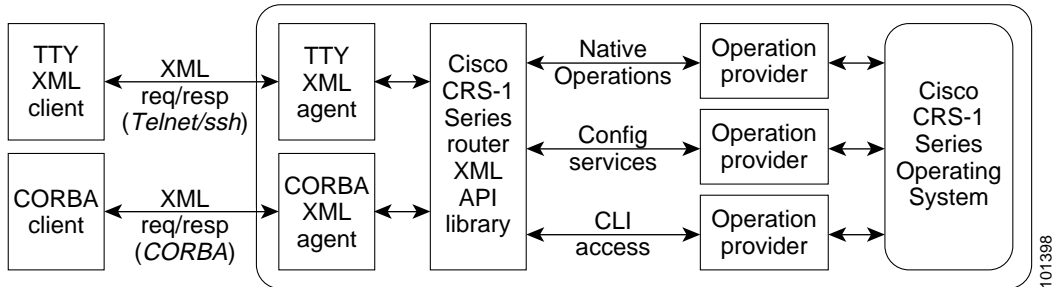 TTY
XML
client
XML
req/resp
(Telnet/ssh)
TTY
XML
agent
CORBA
client
XML
req/resp
(CORBA)
CORBA
XML
agent
Cisco
CRS-1
Series
router
XML
API
library
Native
Operations
Operation
provider
Config
services
Operation
provider
CLI
access
Operation
provider
Cisco
CRS-1
Series
Operating
System
101398